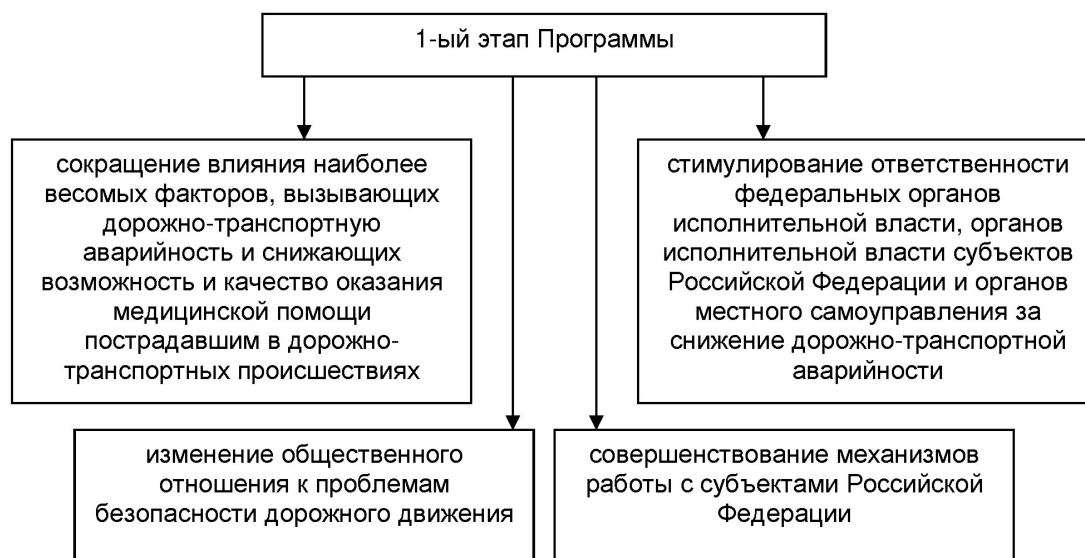 1-ый этап Программы
сокращение влияния наиболее
весомых факторов, вызывающих
дорожно-транспортную
аварийность и снижающих
возможность и качество оказания
медицинской помощи
пострадавшим в дорожно-
транспортных происшествиях
стимулирование ответственности
федеральных органов
исполнительной власти, органов
исполнительной власти субъектов
Российской Федерации и органов
местного самоуправления за
снижение дорожно-транспортной
аварийности
изменение общественного
отношения к проблемам
безопасности дорожного движения
совершенствование механизмов
работы с субъектами Российской
Федерации